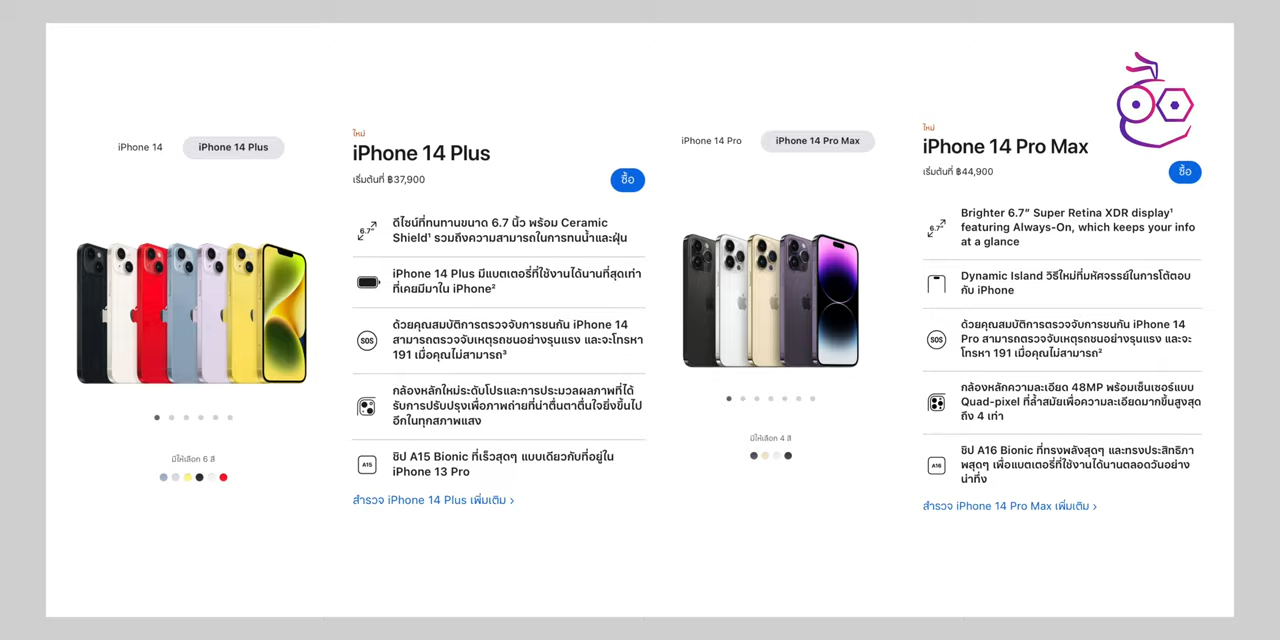 iPhone 14
iPhone 14 Plus
มีให้เลือก 6 สี
ใหม่
iPhone 14 Plus
เริ่มต้นที่ ฿37,900
ซื้อ
6.7"
ดีไซน์ที่ทนทานขนาด 6.7 นิ้ว พร้อม Ceramic
Shield¹ รวมถึงความสามารถในการทนน้ำและฝุ่น
iPhone 14 Plus มีแบตเตอรี่ที่ใช้งานได้นานที่สุดเท่า
ที่เคยมีมาใน iPhone²
SOS
ด้วยคุณสมบัติการตรวจจับการชนกัน iPhone 14
สามารถตรวจจับเหตุรถชนอย่างรุนแรง และจะโทรหา
191 เมื่อคุณไม่สามารถ³
กล้องหลักใหม่ระดับโปรและการประมวลผลภาพที่ได้
รับการปรับปรุงเพื่อภาพถ่ายที่น่าตื่นตาตื่นใจยิ่งขึ้นไป
อีกในทุกสภาพแสง
A15
ชิป A15 Bionic ที่เร็วสุดๆ แบบเดียวกับที่อยู่ใน
iPhone 13 Pro
สำรวจ iPhone 14 Plus เพิ่มเติม ›
iPhone 14 Pro
iPhone 14 Pro Max
มีให้เลือก 4 สี
ใหม่
iPhone 14 Pro Max
เริ่มต้นที่ ฿44,900
ซื้อ
6.7"
Brighter 6.7” Super Retina XDR display¹
featuring Always-On, which keeps your info
at a glance
Dynamic Island วิธีใหม่ที่มหัศจรรย์ในการโต้ตอบ
กับ iPhone
SOS
ด้วยคุณสมบัติการตรวจจับการชนกัน iPhone 14
Pro สามารถตรวจจับเหตุรถชนอย่างรุนแรง และจะ
โทรหา 191 เมื่อคุณไม่สามารถ²
กล้องหลักความละเอียด 48MP พร้อมเซ็นเซอร์แบบ
Quad-pixel ที่ล้ำสมัยเพื่อความละเอียดมากขึ้นสูงสุด
ถึง 4 เท่า
A16
ชิป A16 Bionic ที่ทรงพลังสุดๆ และทรงประสิทธิภา
พสุดๆ เพื่อแบตเตอรี่ที่ใช้งานได้นานตลอดวันอย่าง
น่าทึ่ง
สำรวจ iPhone 14 Pro Max เพิ่มเติม ›